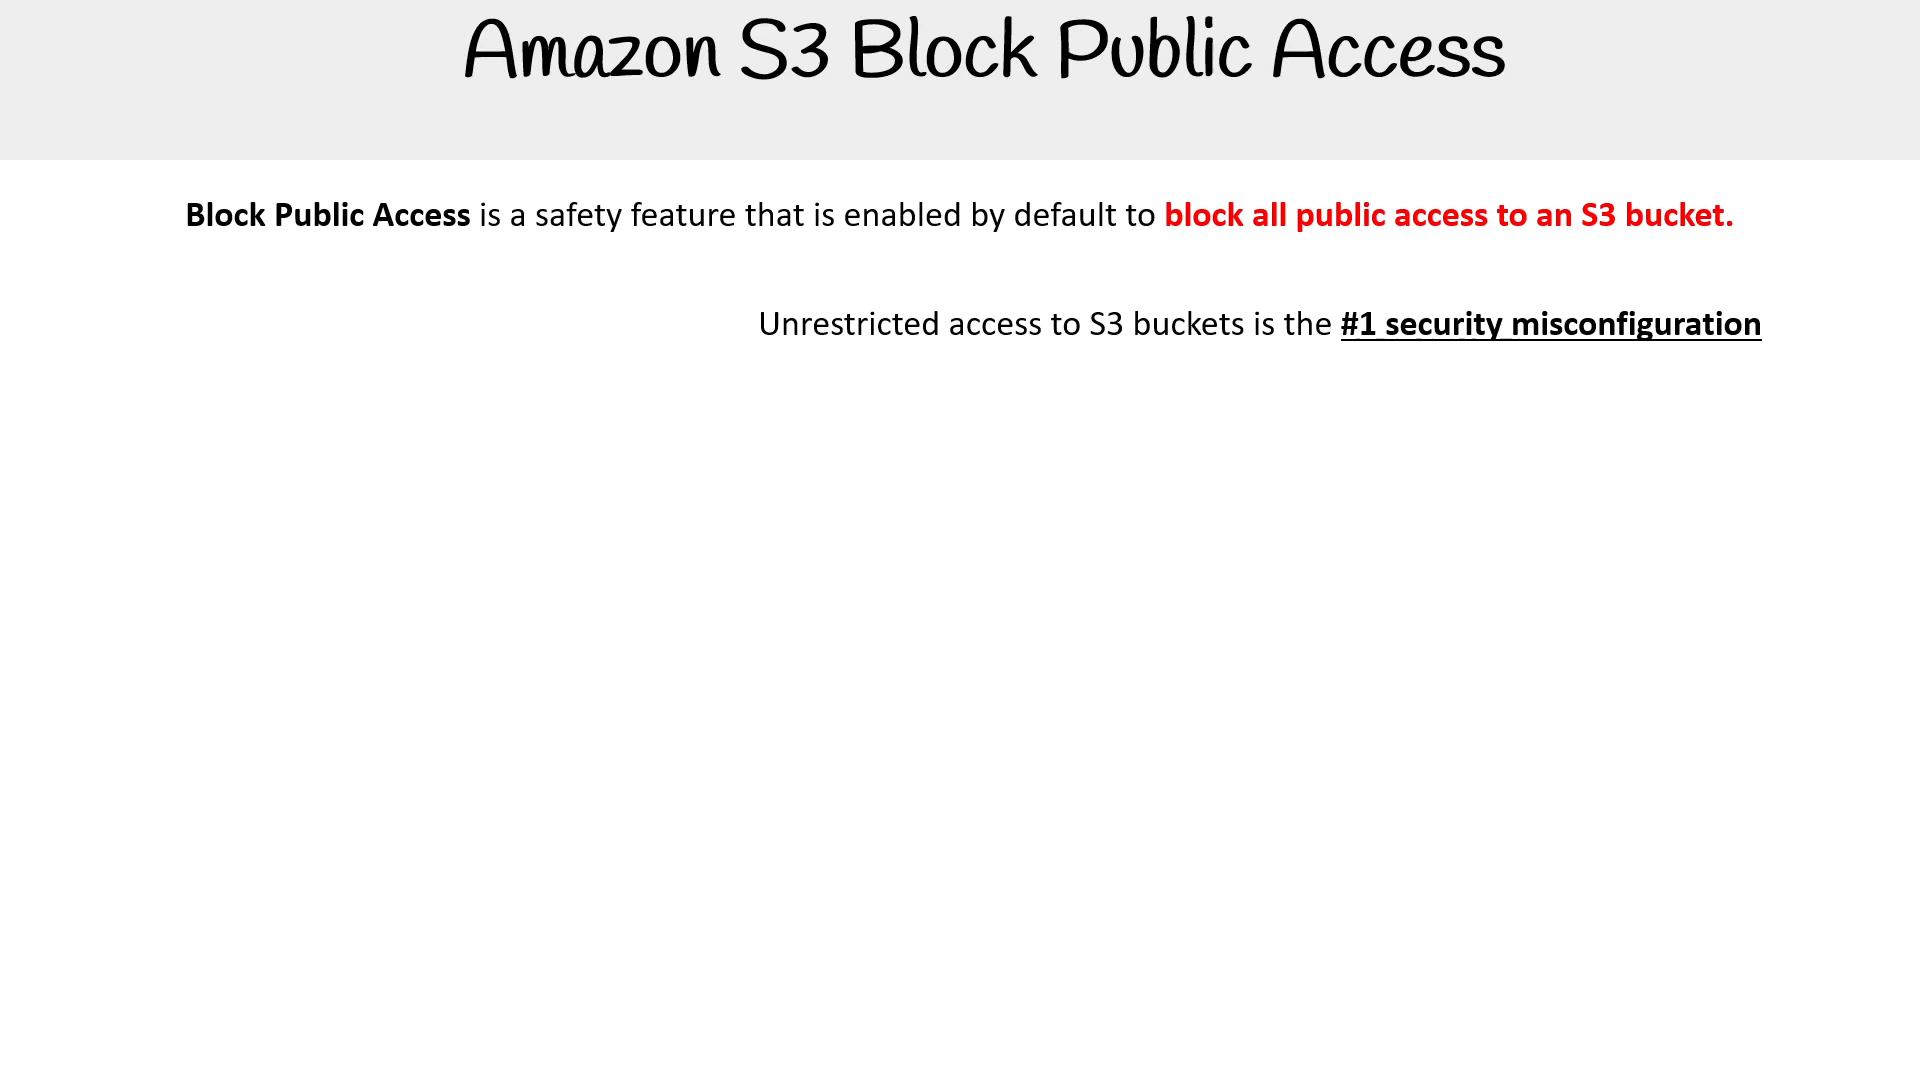 Amazon S3 Block Public Access
Block Public Access is a safety feature that is enabled by default to block all public access to an S3 bucket.
Unrestricted access to S3 buckets is the #1 security misconfiguration